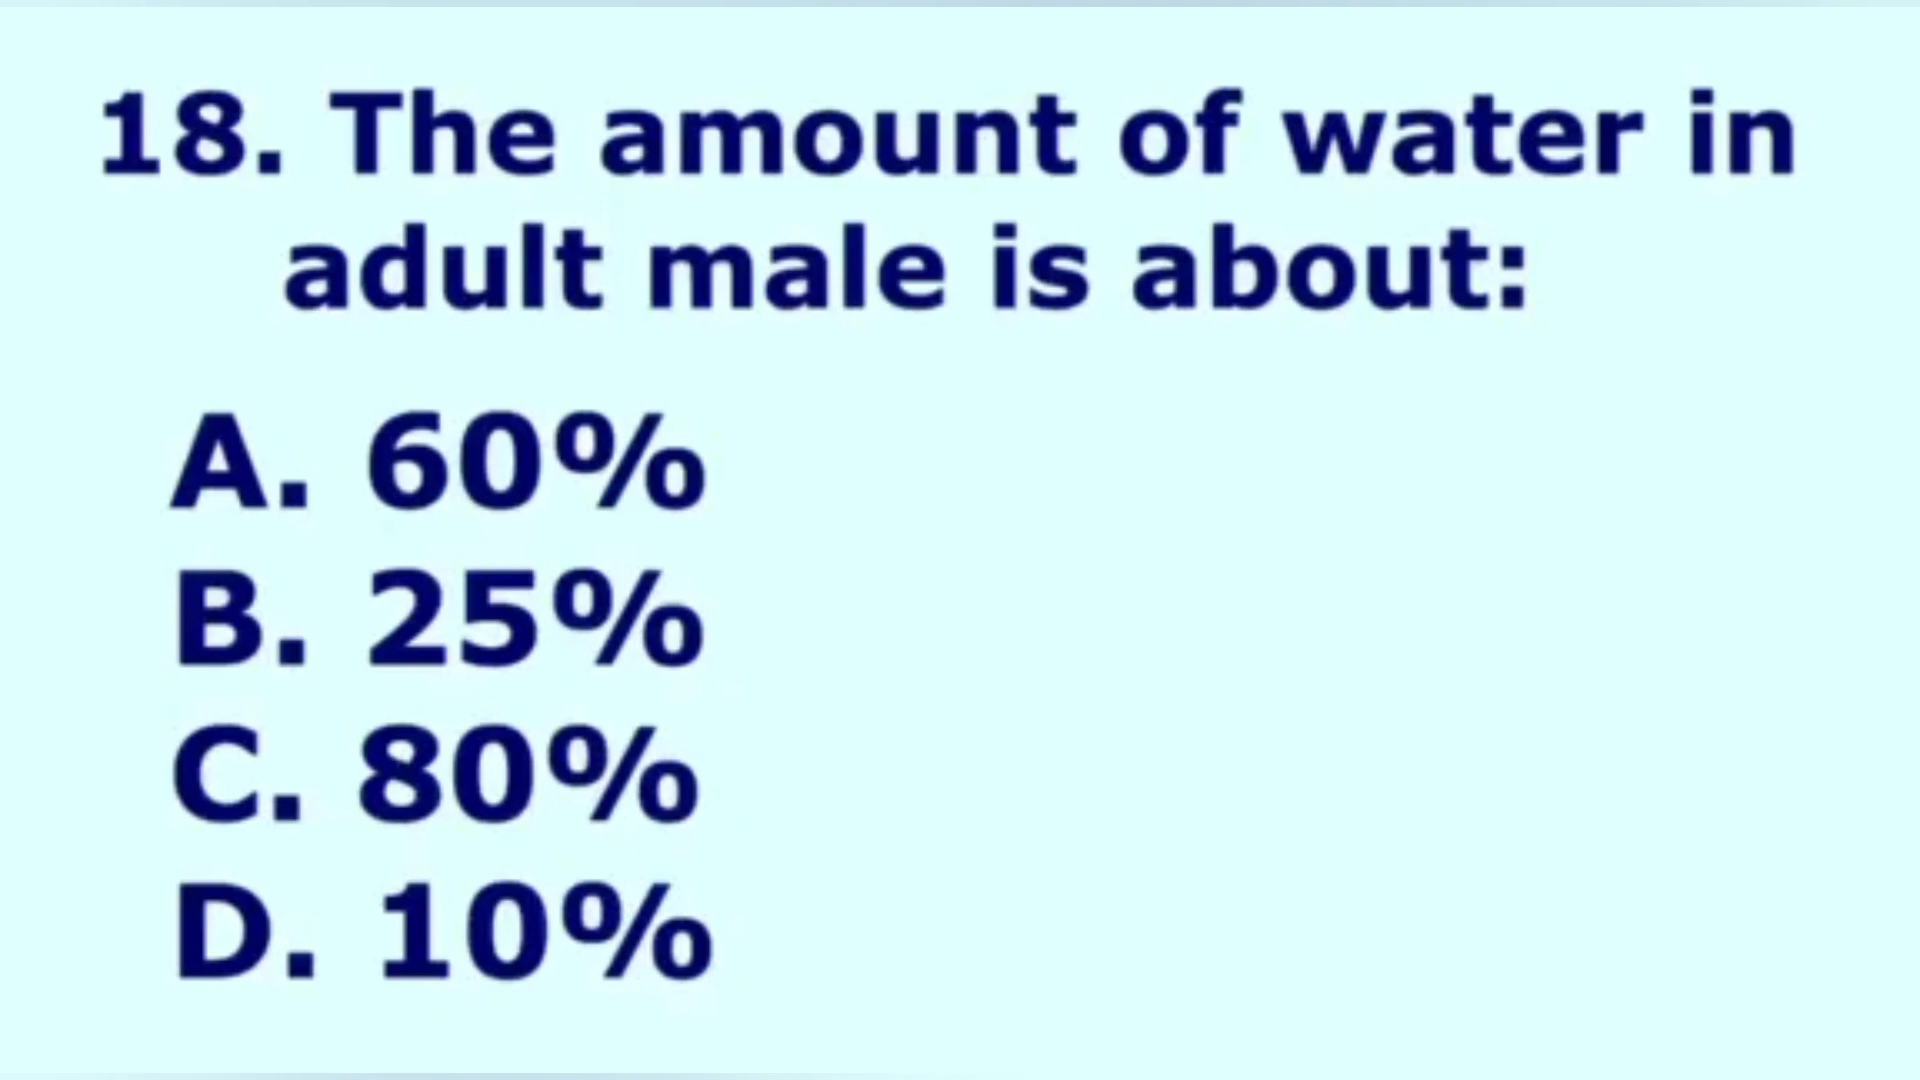 18. The amount of water in
adult male is about:
A. 60%
B. 25%
C. 80%
D. 10%